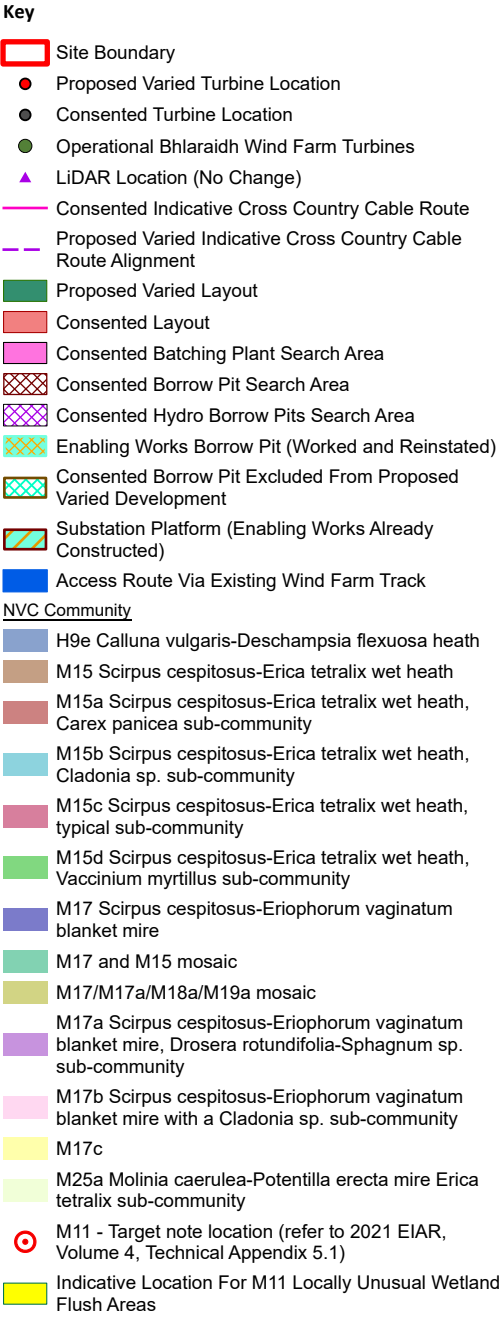 Key
Site Boundary
Proposed Varied Turbine Location
Consented Turbine Location
Operational Bhlaraidh Wind Farm Turbines
LiDAR Location (No Change)
Consented Indicative Cross Country Cable Route
Proposed Varied Indicative Cross Country Cable
Route Alignment
Proposed Varied Layout
Consented Layout
Consented Batching Plant Search Area
Consented Borrow Pit Search Area
Consented Hydro Borrow Pits Search Area
Enabling Works Borrow Pit (Worked and Reinstated)
Consented Borrow Pit Excluded From Proposed
Varied Development
Substation Platform (Enabling Works Already
Constructed)
Access Route Via Existing Wind Farm Track
NVC Community
H9e Calluna vulgaris-Deschampsia flexuosa heath
M15 Scirpus cespitosus-Erica tetralix wet heath
M15a Scirpus cespitosus-Erica tetralix wet heath,
Carex panicea sub-community
M15b Scirpus cespitosus-Erica tetralix wet heath,
Cladonia sp. sub-community
M15c Scirpus cespitosus-Erica tetralix wet heath,
typical sub-community
M15d Scirpus cespitosus-Erica tetralix wet heath,
Vaccinium myrtillus sub-community
M17 Scirpus cespitosus-Eriophorum vaginatum
blanket mire
M17 and M15 mosaic
M17/M17a/M18a/M19a mosaic
M17a Scirpus cespitosus-Eriophorum vaginatum
blanket mire, Drosera rotundifolia-Sphagnum sp.
sub-community
M17b Scirpus cespitosus-Eriophorum vaginatum
blanket mire with a Cladonia sp. sub-community
M17c
M25a Molinia caerulea-Potentilla erecta mire Erica
tetralix sub-community
M11 - Target note location (refer to 2021 EIAR,
Volume 4, Technical Appendix 5.1)
Indicative Location For M11 Locally Unusual Wetland
Flush Areas